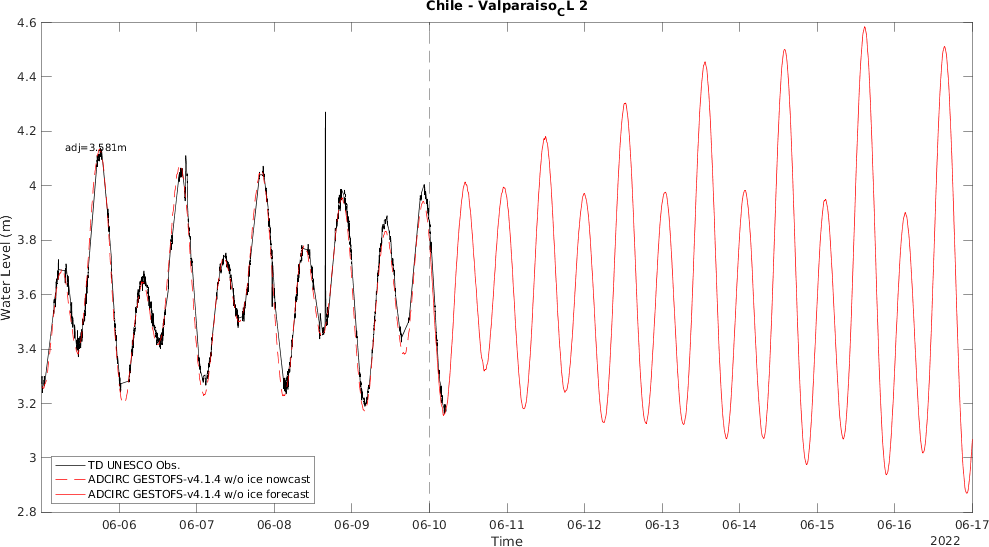 Chile - Valparaiso_CL 2
Water Level (m)
4.6
4.4
4.2
4
3.8
3.6
3.4
3.2
3
2.8
adj=3.581m
TD UNESCO Obs.
ADCIRC GESTOFS-v4.1.4 w/o ice nowcast
ADCIRC GESTOFS-v4.1.4 w/o ice forecast
06-06 06-07 06-08 06-09 06-10 06-11 06-12 06-13 06-14 06-15 06-16 06-17
Time
2022